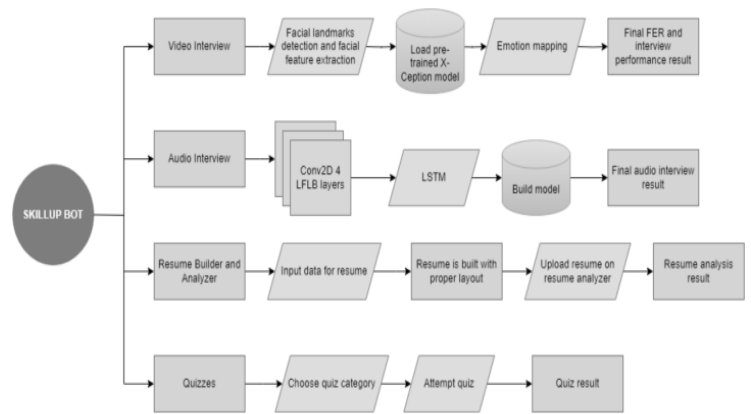 SKILLUP BOT
Video Interview
Facial landmarks
detection and facial
feature extraction
Load pre-
trained X-
Ception model
Emotion mapping
Final FER and
interview
performance result
Audio Interview
Conv2D 4
LFLB layers
LSTM
Build model
Final audio interview
result
Resume Builder and
Analyzer
Input data for resume
Resume is built with
proper layout
Upload resume on
resume analyzer
Resume analysis
result
Quizzes
Choose quiz category
Attempt quiz
Quiz result